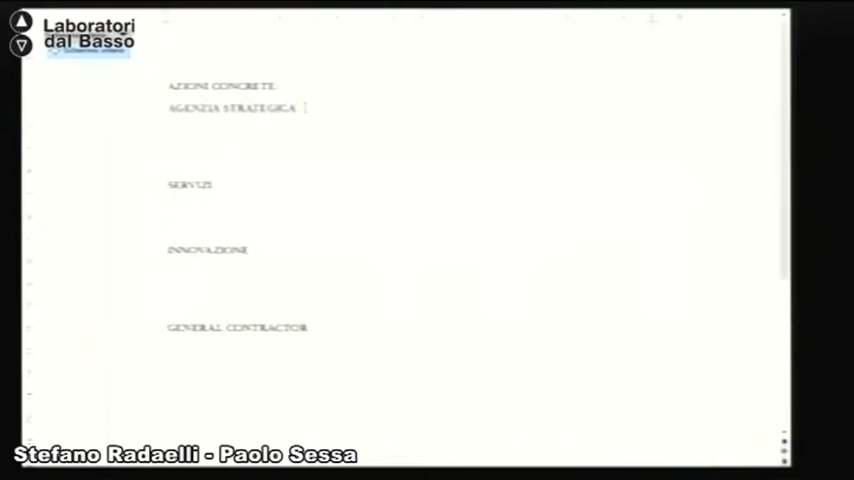 Laboratori
dal Basso
AZIONI CONCRETE
AGENZIA STRATEGICA
SERVIZI
INNOVAZIONE
GENERAL CONTRACTOR
Stefano Radaelli - Paolo Sessa